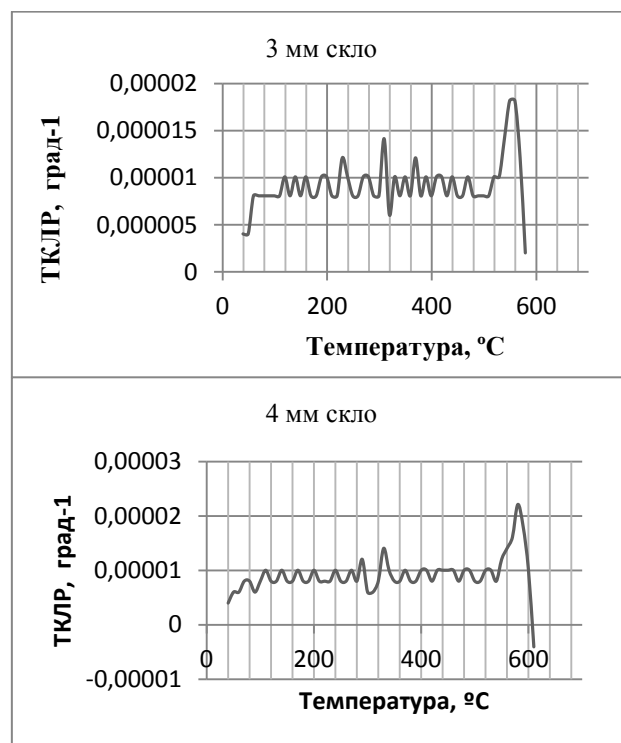 3 мм скло
0,00002
0,000015
0,00001
0,000005
0
0 200 400 600
ТКЛР, град-1
Температура, ºС
4 мм скло
0,00003
0,00002
0,00001
0
-0,00001
0 200 400 600
ТКЛР, град-1
Температура, ºС